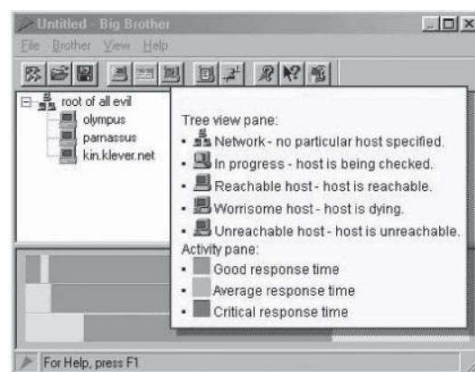 Untitled - Big Brother
File Brother View Help
root of all evil
olympus
parnassus
kin.klever.net
Tree view pane:
Network - no particular host specified.
In progress - host is being checked.
Reachable host - host is reachable.
Worrisome host - host is dying.
Unreachable host - host is unreachable.
Activity pane:
Good response time
Average response time
Critical response time
For Help, press F1